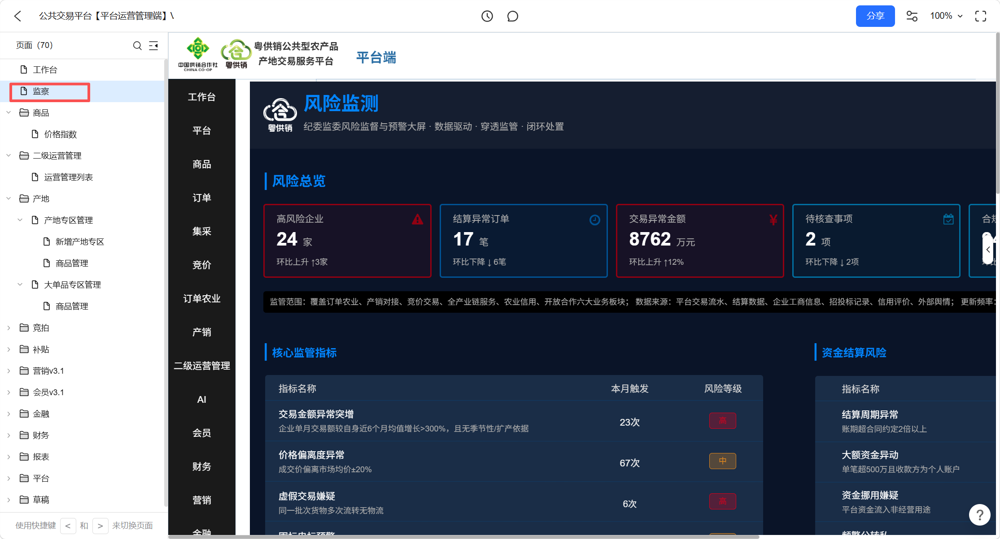 公共交易平台【平台运营管理端】\
分享
100%
页面（70）
工作台
监察
商品
价格指数
二级运营管理
运营管理列表
产地
产地专区管理
新增产地专区
商品管理
大单品专区管理
商品管理
竞拍
补贴
营销v3.1
会员v3.1
金融
财务
报表
平台
草稿
使用快捷键 < 和 > 来切换页面
中国供销合作社
CHINA CO-OP
粤供销
粤供销公共型农产品
产地交易服务平台
平台端
工作台
平台
商品
订单
集采
竞价
订单农业
产销
二级运营管理
AI
会员
财务
营销
金融
粤供销
风险监测
纪委监委风险监督与预警大屏 · 数据驱动 · 穿透监管 · 闭环处置
风险总览
高风险企业
24 家
环比上升 ↑3家
结算异常订单
17 笔
环比下降 ↓ 6笔
交易异常金额
¥
8762 万元
环比上升 ↑12%
待核查事项
2 项
环比下降 ↓ 2项
监管范围：覆盖订单农业、产销对接、竞价交易、全产业链服务、农业信用、开放合作六大业务板块； 数据来源：平台交易流水、结算数据、企业工商信息、招投标记录、信用评价、外部舆情； 更新频率：
核心监管指标
指标名称 本月触发 风险等级
交易金额异常突增
企业单月交易额较自身近6个月均值增长>300%，且无季节性/扩产依据
23次
高
价格偏离度异常
成交价偏离市场均价±20%
67次
中
虚假交易嫌疑
同一批次货物多次流转无物流
6次
高
资金结算风险
指标名称
结算周期异常
账期超合同约定2倍以上
大额资金异动
单笔超500万且收款方为个人账户
资金挪用嫌疑
平台资金流入非经营用途
?